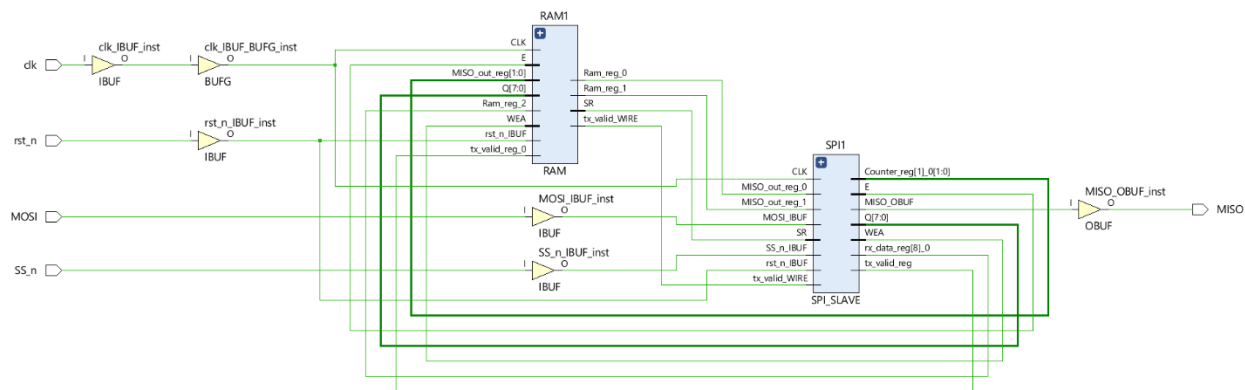 RAM1
clk_IBUF_inst
clk_IBUF_BUFG_inst
CLK
clk
I
O
I
O
E
IBUF
BUFG
MISO_out_reg[1:0]
Ram_reg_0
Q[7:0]
Ram_reg_1
Ram_reg_2
SR
rst_n_IBUF_inst
WEA
tx_valid_WIRE
rst_n
I
O
rst_n_IBUF
tx_valid_reg_0
SPI1
IBUF
RAM
CLK
Counter_reg[1]_0[1:0]
MISO_out_reg_0
E
MOSI_IBUF_inst
MISO_out_reg_1
MISO_OBUF
MISO_OBUF_inst
MOSI
I
O
MOSI_IBUF
Q[7:0]
I
O
MISO
IBUF
SR
WEA
OBUF
SS_n_IBUF_inst
SS_n_IBUF
rx_data_reg[8]_0
SS_n
I
O
rst_n_IBUF
tx_valid_reg
IBUF
tx_valid_WIRE
SPI_SLAVE